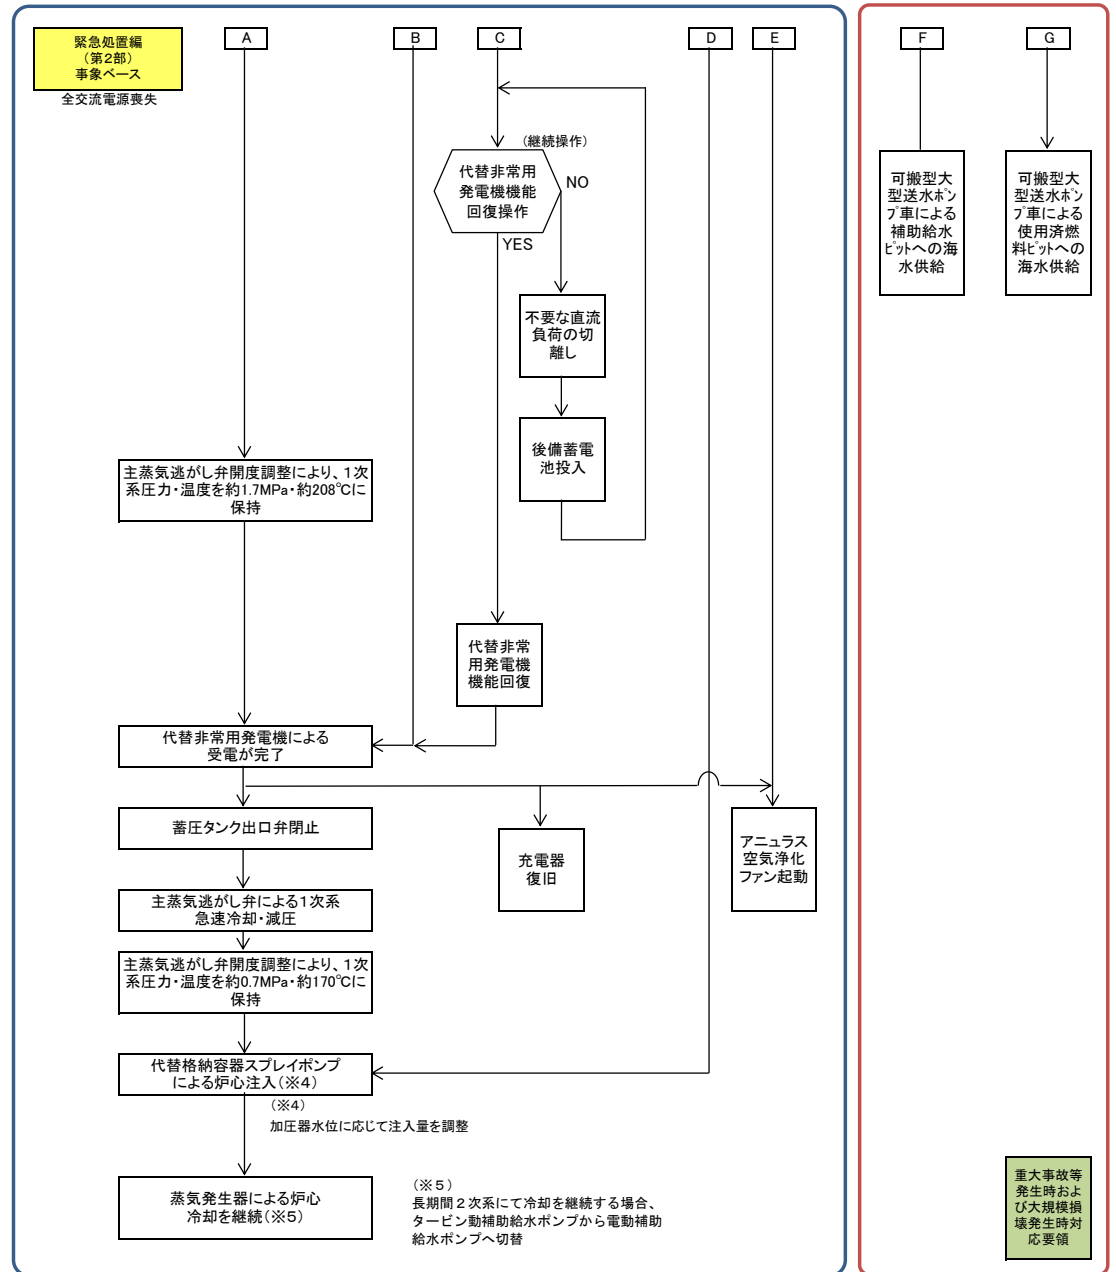 緊急処置編
(第2部)
事象ベース
全交流電源喪失
A
B
C
D
E
F
G
(継続操作)
代替非常用
発電機機能
回復操作
NO
YES
不要な直流
負荷の切
離し
後備蓄電
池投入
主蒸気逃がし弁開度調整により、1次
系圧力・温度を約1.7MPa・約208℃に
保持
代替非常
用発電機
機能回復
代替非常用発電機による
受電が完了
蓄圧タンク出口弁閉止
充電器
復旧
アニュラス
空気浄化
ファン起動
主蒸気逃がし弁による1次系
急速冷却・減圧
主蒸気逃がし弁開度調整により、1次
系圧力・温度を約0.7MPa・約170℃に
保持
代替格納容器スプレイポンプ
による炉心注入(※4)
(※4)
加圧器水位に応じて注入量を調整
蒸気発生器による炉心
冷却を継続(※5)
(※5)
長期間2次系にて冷却を継続する場合、
タービン動補助給水ポンプから電動補助
給水ポンプへ切替
可搬型大
型送水ポン
プ車による
補助給水
ピットへの海
水供給
可搬型大
型送水ポン
プ車による
使用済燃
料ピットへの
海水供給
重大事故等
発生時およ
び大規模損
壊発生時対
応要領